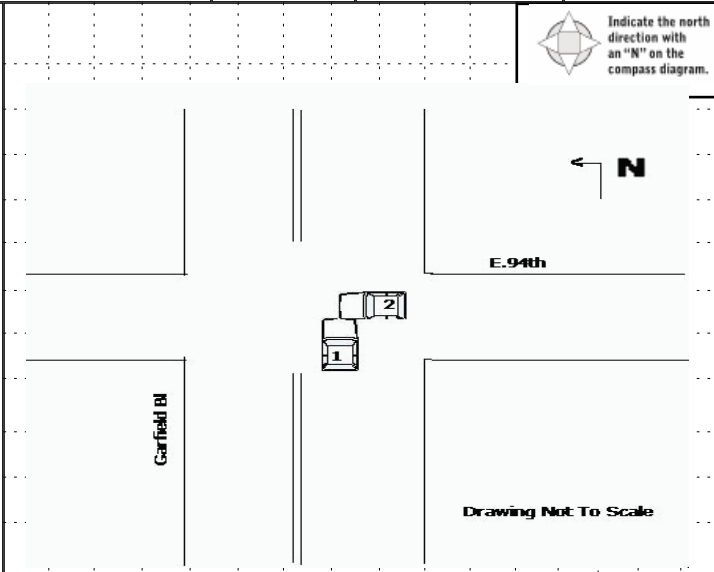 Indicate the north
direction with
an "N" on the
compass diagram.
N
E.94th
2
1
Garfield Bl
Drawing Not To Scale